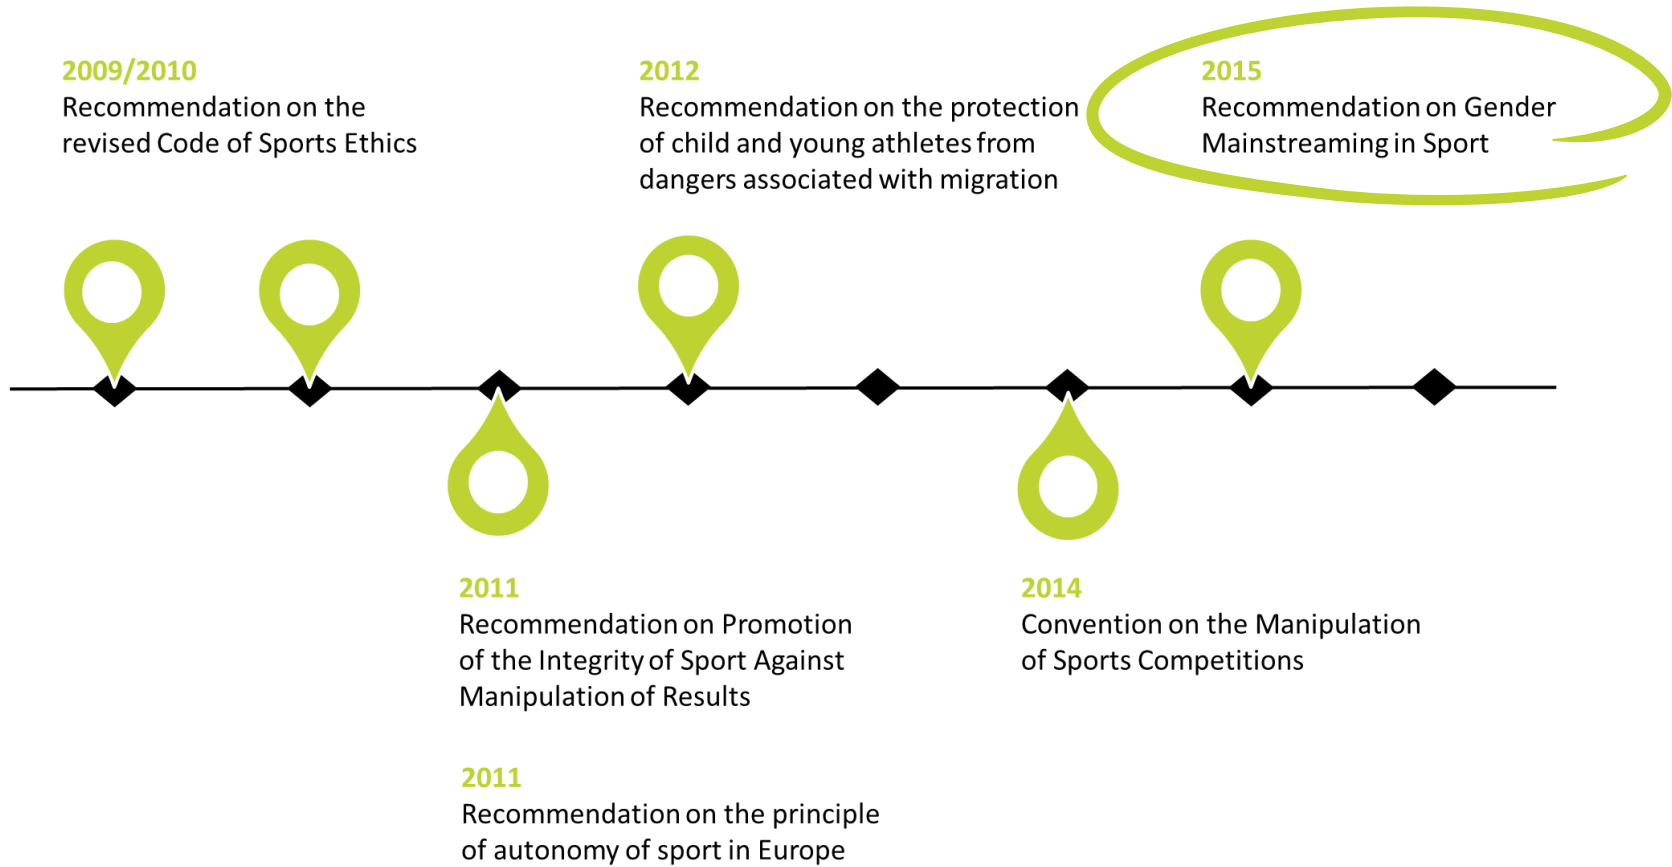 2009/2010
Recommendation on the
revised Code of Sports Ethics
2012
Recommendation on the protection
of child and young athletes from
dangers associated with migration
2015
Recommendation on Gender
Mainstreaming in Sport
2011
Recommendation on Promotion
of the Integrity of Sport Against
Manipulation of Results
2014
Convention on the Manipulation
of Sports Competitions
2011
Recommendation on the principle
of autonomy of sport in Europe